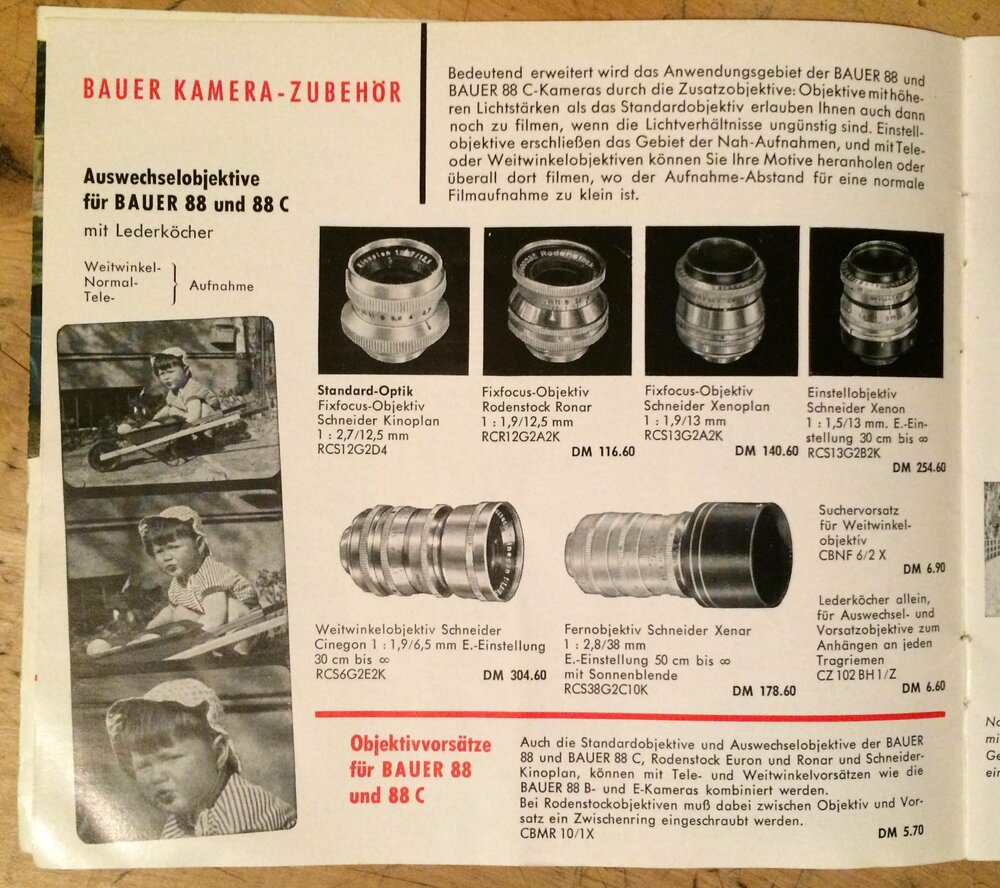 BAUER KAMERA-ZUBEHÖR
Bedeutend erweitert wird das Anwendungsgebiet der BAUER 88 und
BAUER 88 C-Kameras durch die Zusatzobjektive: Objektive mit höhe-
ren Lichtstärken als das Standardobjektiv erlauben Ihnen auch dann
noch zu filmen, wenn die Lichtverhältnisse ungünstig sind. Einstell-
objektive erschließen das Gebiet der Nah-Aufnahmen, und mit Tele-
oder Weitwinkelobjektiven können Sie Ihre Motive heranholen oder
überall dort filmen, wo der Aufnahme-Abstand für eine normale
Filmaufnahme zu klein ist.
Auswechselobjektive
für BAUER 88 und 88 C
mit Lederköcher
Weitwinkel-
Normal-
Tele-
Aufnahme
Kinoplan 1:2,7/12,5
Rodenstock
Standard-Optik
Fixfocus-Objektiv
Schneider Kinoplan
1 : 2,7/12,5 mm
RCS12G2D4
Fixfocus-Objektiv
Rodenstock Ronar
1 : 1,9/12,5 mm
RCR12G2A2K
DM 116.60
Fixfocus-Objektiv
Schneider Xenoplan
1 : 1,9/13 mm
RCS13G2A2K
DM 140.60
Einstellobjektiv
Schneider Xenon
1 : 1,5/13 mm. E.-Ein-
stellung 30 cm bis ∞
RCS13G2B2K
DM 254.60
Weitwinkelobjektiv Schneider
Cinegon 1 : 1,9/6,5 mm E.-Einstellung
30 cm bis ∞
RCS6G2E2K
DM 304.60
Fernobjektiv Schneider Xenar
1 : 2,8/38 mm
E.-Einstellung 50 cm bis ∞
mit Sonnenblende
RCS38G2C10K
DM 178.60
Suchervorsatz
für Weitwinkel-
objektiv
CBNF 6/2 X
DM 6.90
Lederköcher allein,
für Auswechsel- und
Vorsatzobjektive zum
Anhängen an jeden
Tragriemen
CZ 102 BH 1/Z
DM 6.60
Objektivvorsätze
für BAUER 88
und 88 C
Auch die Standardobjektive und Auswechselobjektive der BAUER
88 und BAUER 88 C, Rodenstock Euron und Ronar und Schneider-
Kinoplan, können mit Tele- und Weitwinkelvorsätzen wie die
BAUER 88 B- und E-Kameras kombiniert werden.
Bei Rodenstockobjektiven muß dabei zwischen Objektiv und Vor-
satz ein Zwischenring eingeschraubt werden.
CBMR 10/1X
DM 5.70